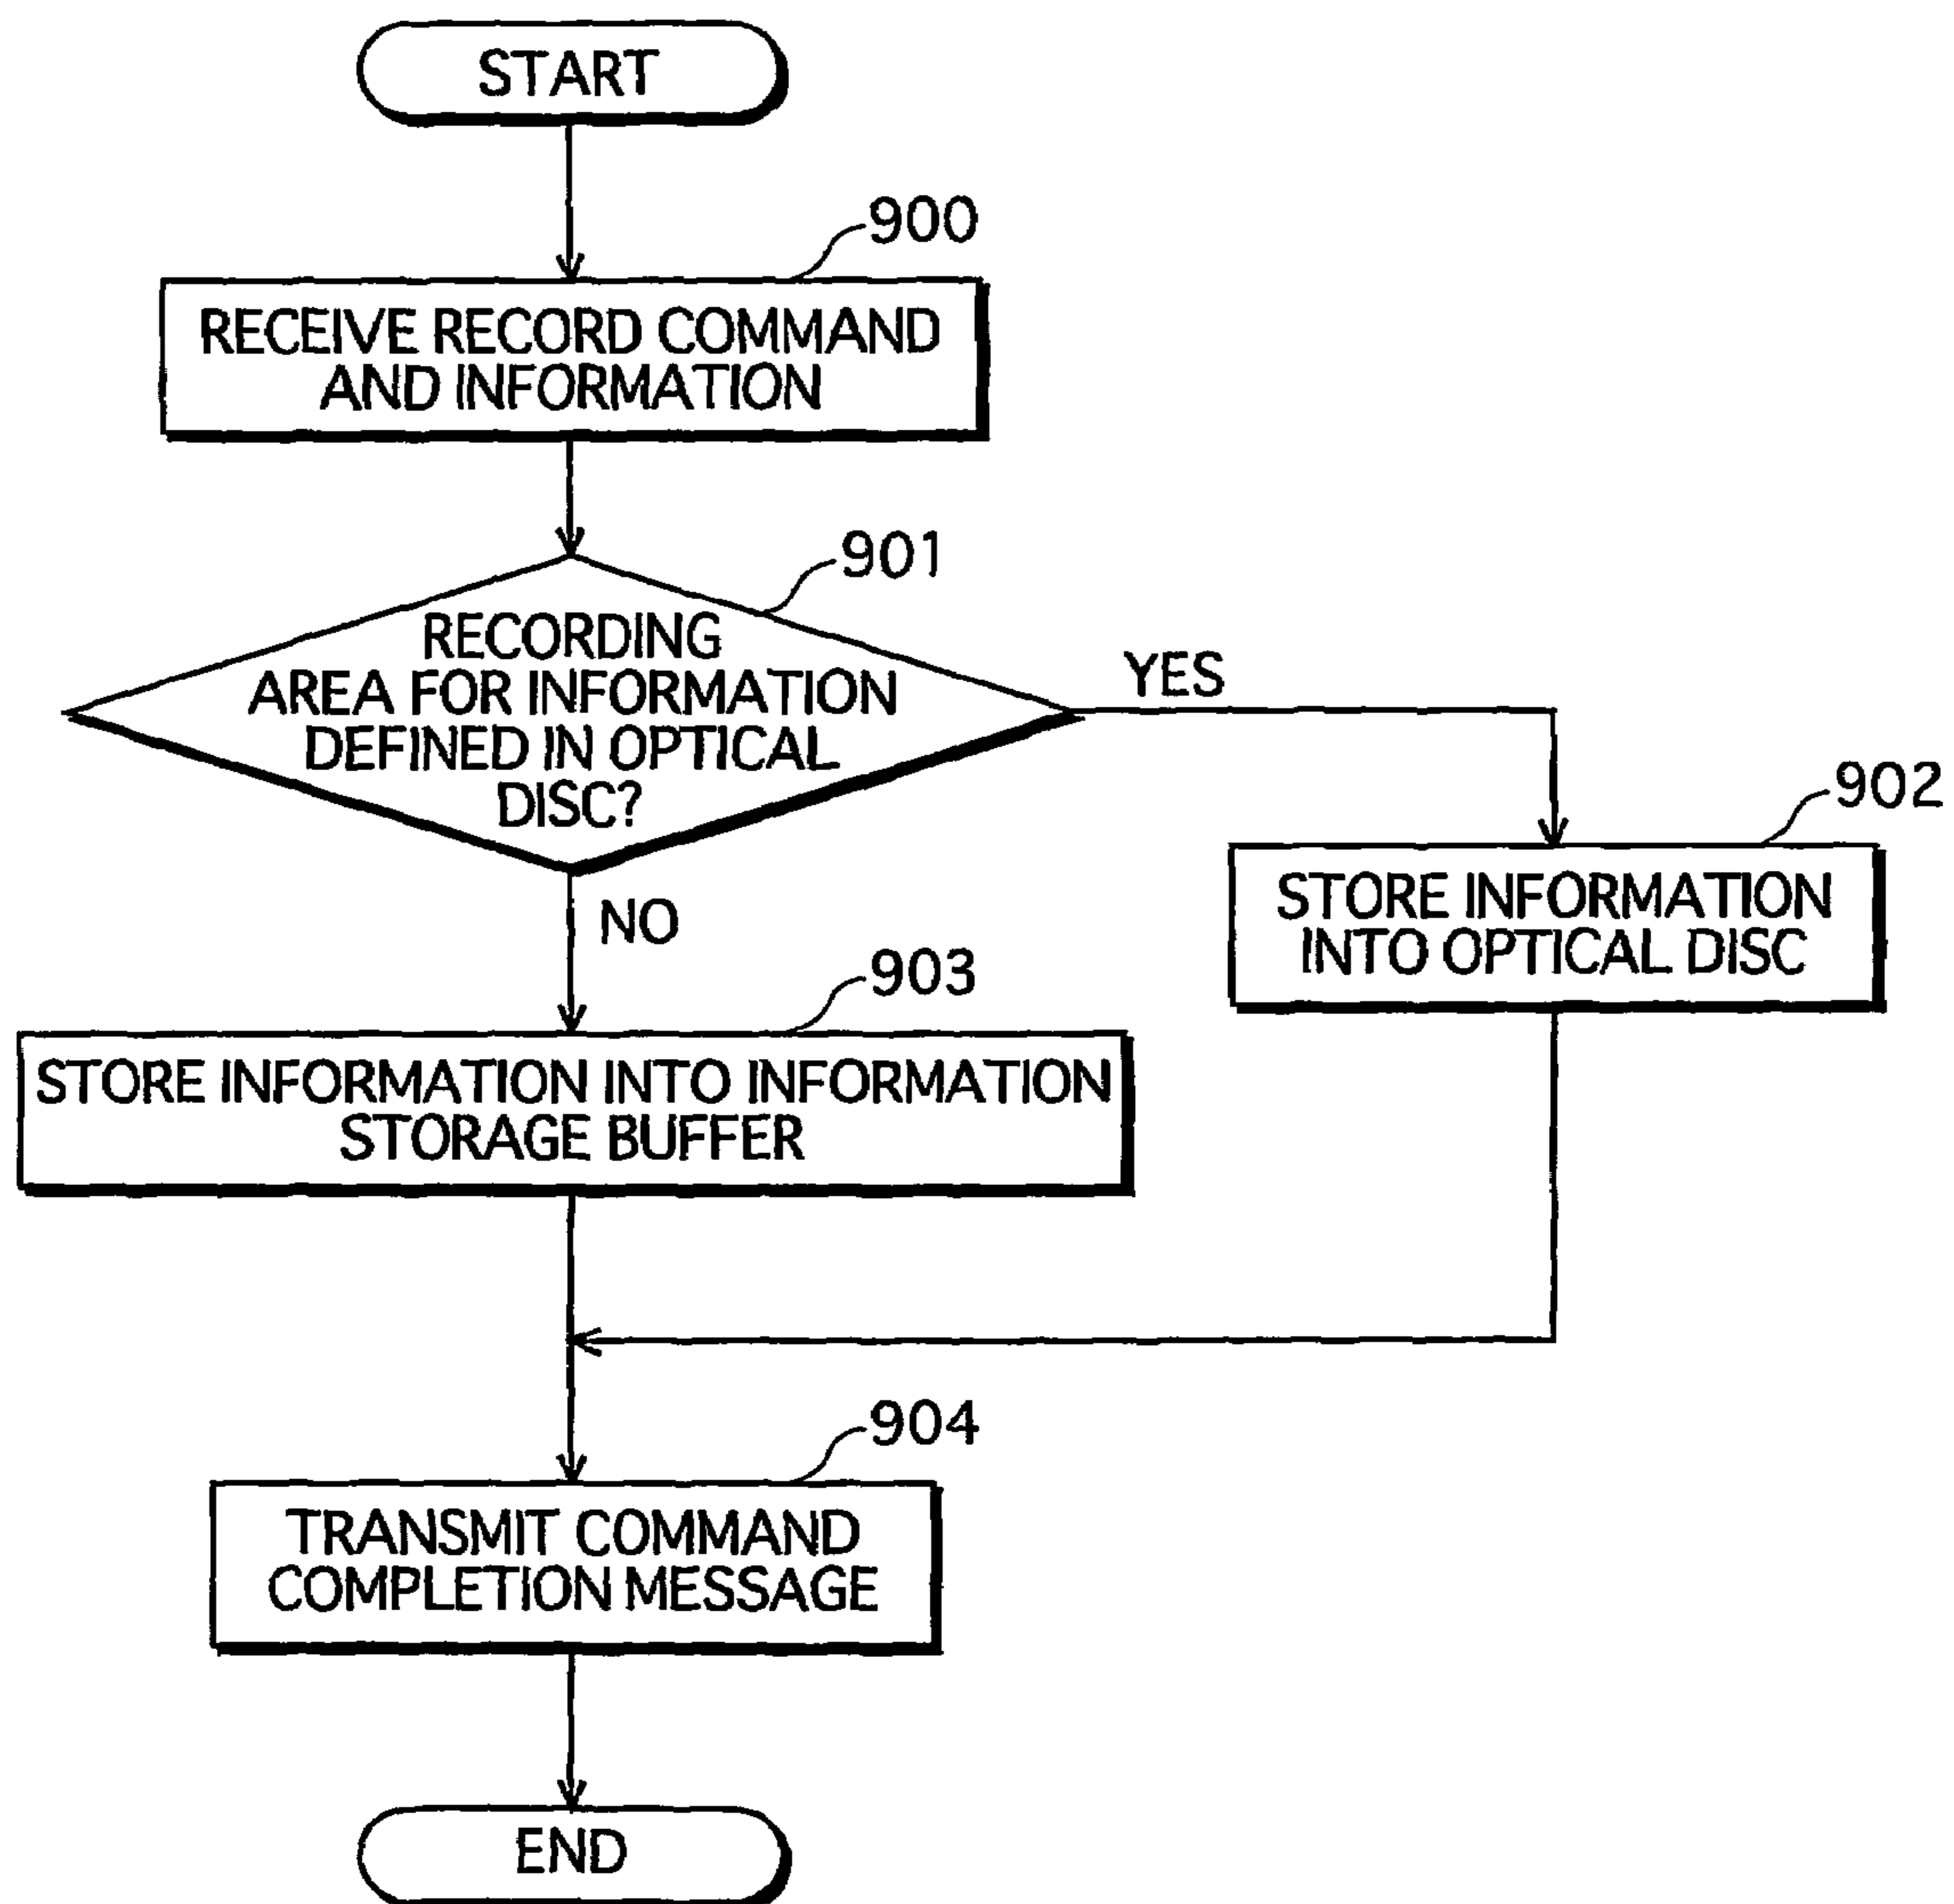 START
900
RECEIVE RECORD COMMAND
AND INFORMATION
901
RECORDING
AREA FOR INFORMATION
DEFINED IN OPTICAL
DISC?
YES
902
STORE INFORMATION
INTO OPTICAL DISC
NO
903
STORE INFORMATION INTO INFORMATION
STORAGE BUFFER
904
TRANSMIT COMMAND
COMPLETION MESSAGE
END